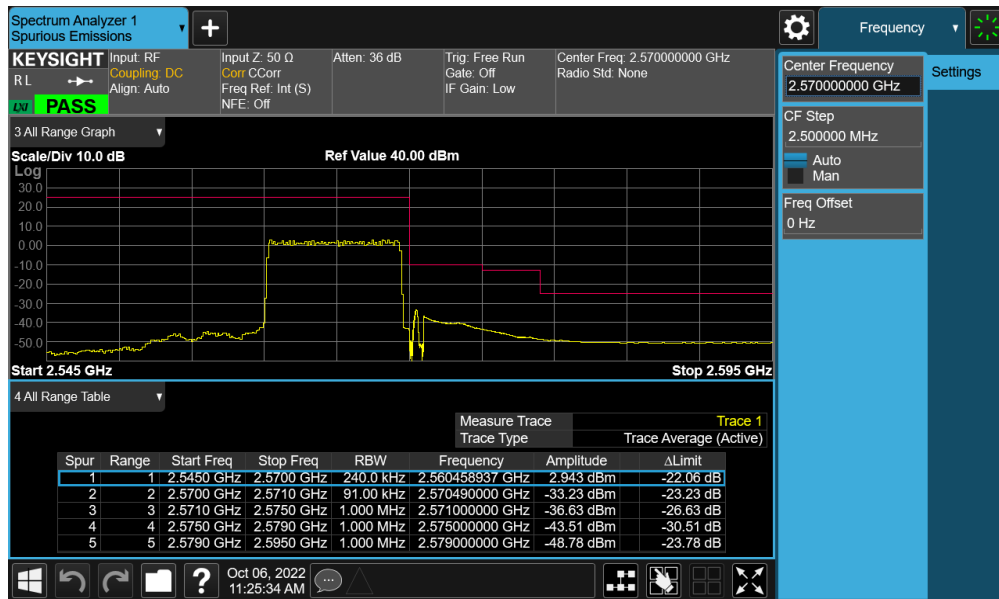 Spectrum Analyzer 1
Spurious Emissions
Frequency
KEYSIGHT
R L
LXI PASS
Input: RF
Coupling: DC
Align: Auto
Input Z: 50 Ω
Corr CCorr
Freq Ref: Int (S)
NFE: Off
Atten: 36 dB
Trig: Free Run
Gate: Off
IF Gain: Low
Center Freq: 2.570000000 GHz
Radio Std: None
Center Frequency
2.570000000 GHz
Settings
CF Step
2.500000 MHz
Auto
Man
Freq Offset
0 Hz
3 All Range Graph
Scale/Div 10.0 dB Ref Value 40.00 dBm
Log
30.0
20.0
10.0
0.00
-10.0
-20.0
-30.0
-40.0
-50.0
Start 2.545 GHz Stop 2.595 GHz
4 All Range Table
Measure Trace Trace 1
Trace Type Trace Average (Active)
Spur Range Start Freq Stop Freq RBW Frequency Amplitude ΔLimit
1 1 2.5450 GHz 2.5700 GHz 240.0 kHz 2.560458937 GHz 2.943 dBm -22.06 dB
2 2 2.5700 GHz 2.5710 GHz 91.00 kHz 2.570490000 GHz -33.23 dBm -23.23 dB
3 3 2.5710 GHz 2.5750 GHz 1.000 MHz 2.571000000 GHz -36.63 dBm -26.63 dB
4 4 2.5750 GHz 2.5790 GHz 1.000 MHz 2.575000000 GHz -43.51 dBm -30.51 dB
5 5 2.5790 GHz 2.5950 GHz 1.000 MHz 2.579000000 GHz -48.78 dBm -23.78 dB
?
Oct 06, 2022
11:25:34 AM